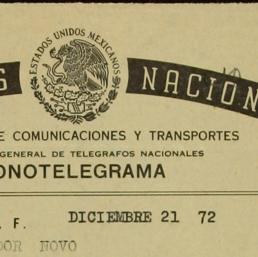 ESTADOS UNIDOS MEXICANOS
S NACION
E COMUNICACIONES Y TRANSPORTES
GENERAL DE TELEGRAFOS NACIONALES
ONOTELEGRAMA
. F. DICIEMBRE 21 72
DOR NOVO